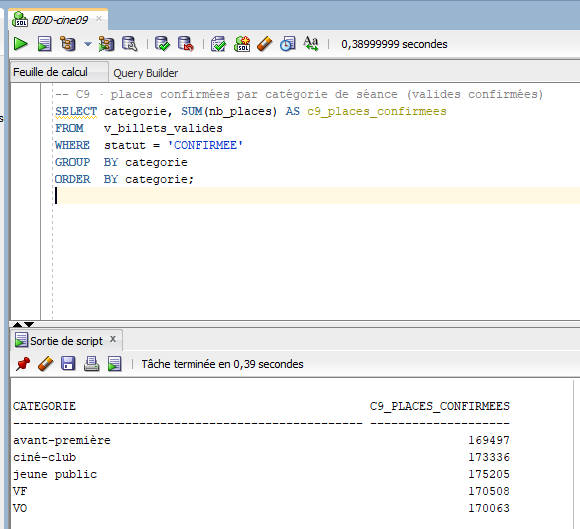 BDD-cine09
0,38999999 secondes
Feuille de calcul Query Builder
-- C9 · places confirmées par catégorie de séance (valides confirmées)
SELECT categorie, SUM(nb_places) AS c9_places_confirmees
FROM v_billets_valides
WHERE statut = 'CONFIRMEE'
GROUP BY categorie
ORDER BY categorie;
Sortie de script x
Tâche terminée en 0,39 secondes
CATEGORIE C9_PLACES_CONFIRMEES
-------------------------------------------------- --------------------
avant-première 169497
ciné-club 173336
jeune public 175205
VF 170508
VO 170063